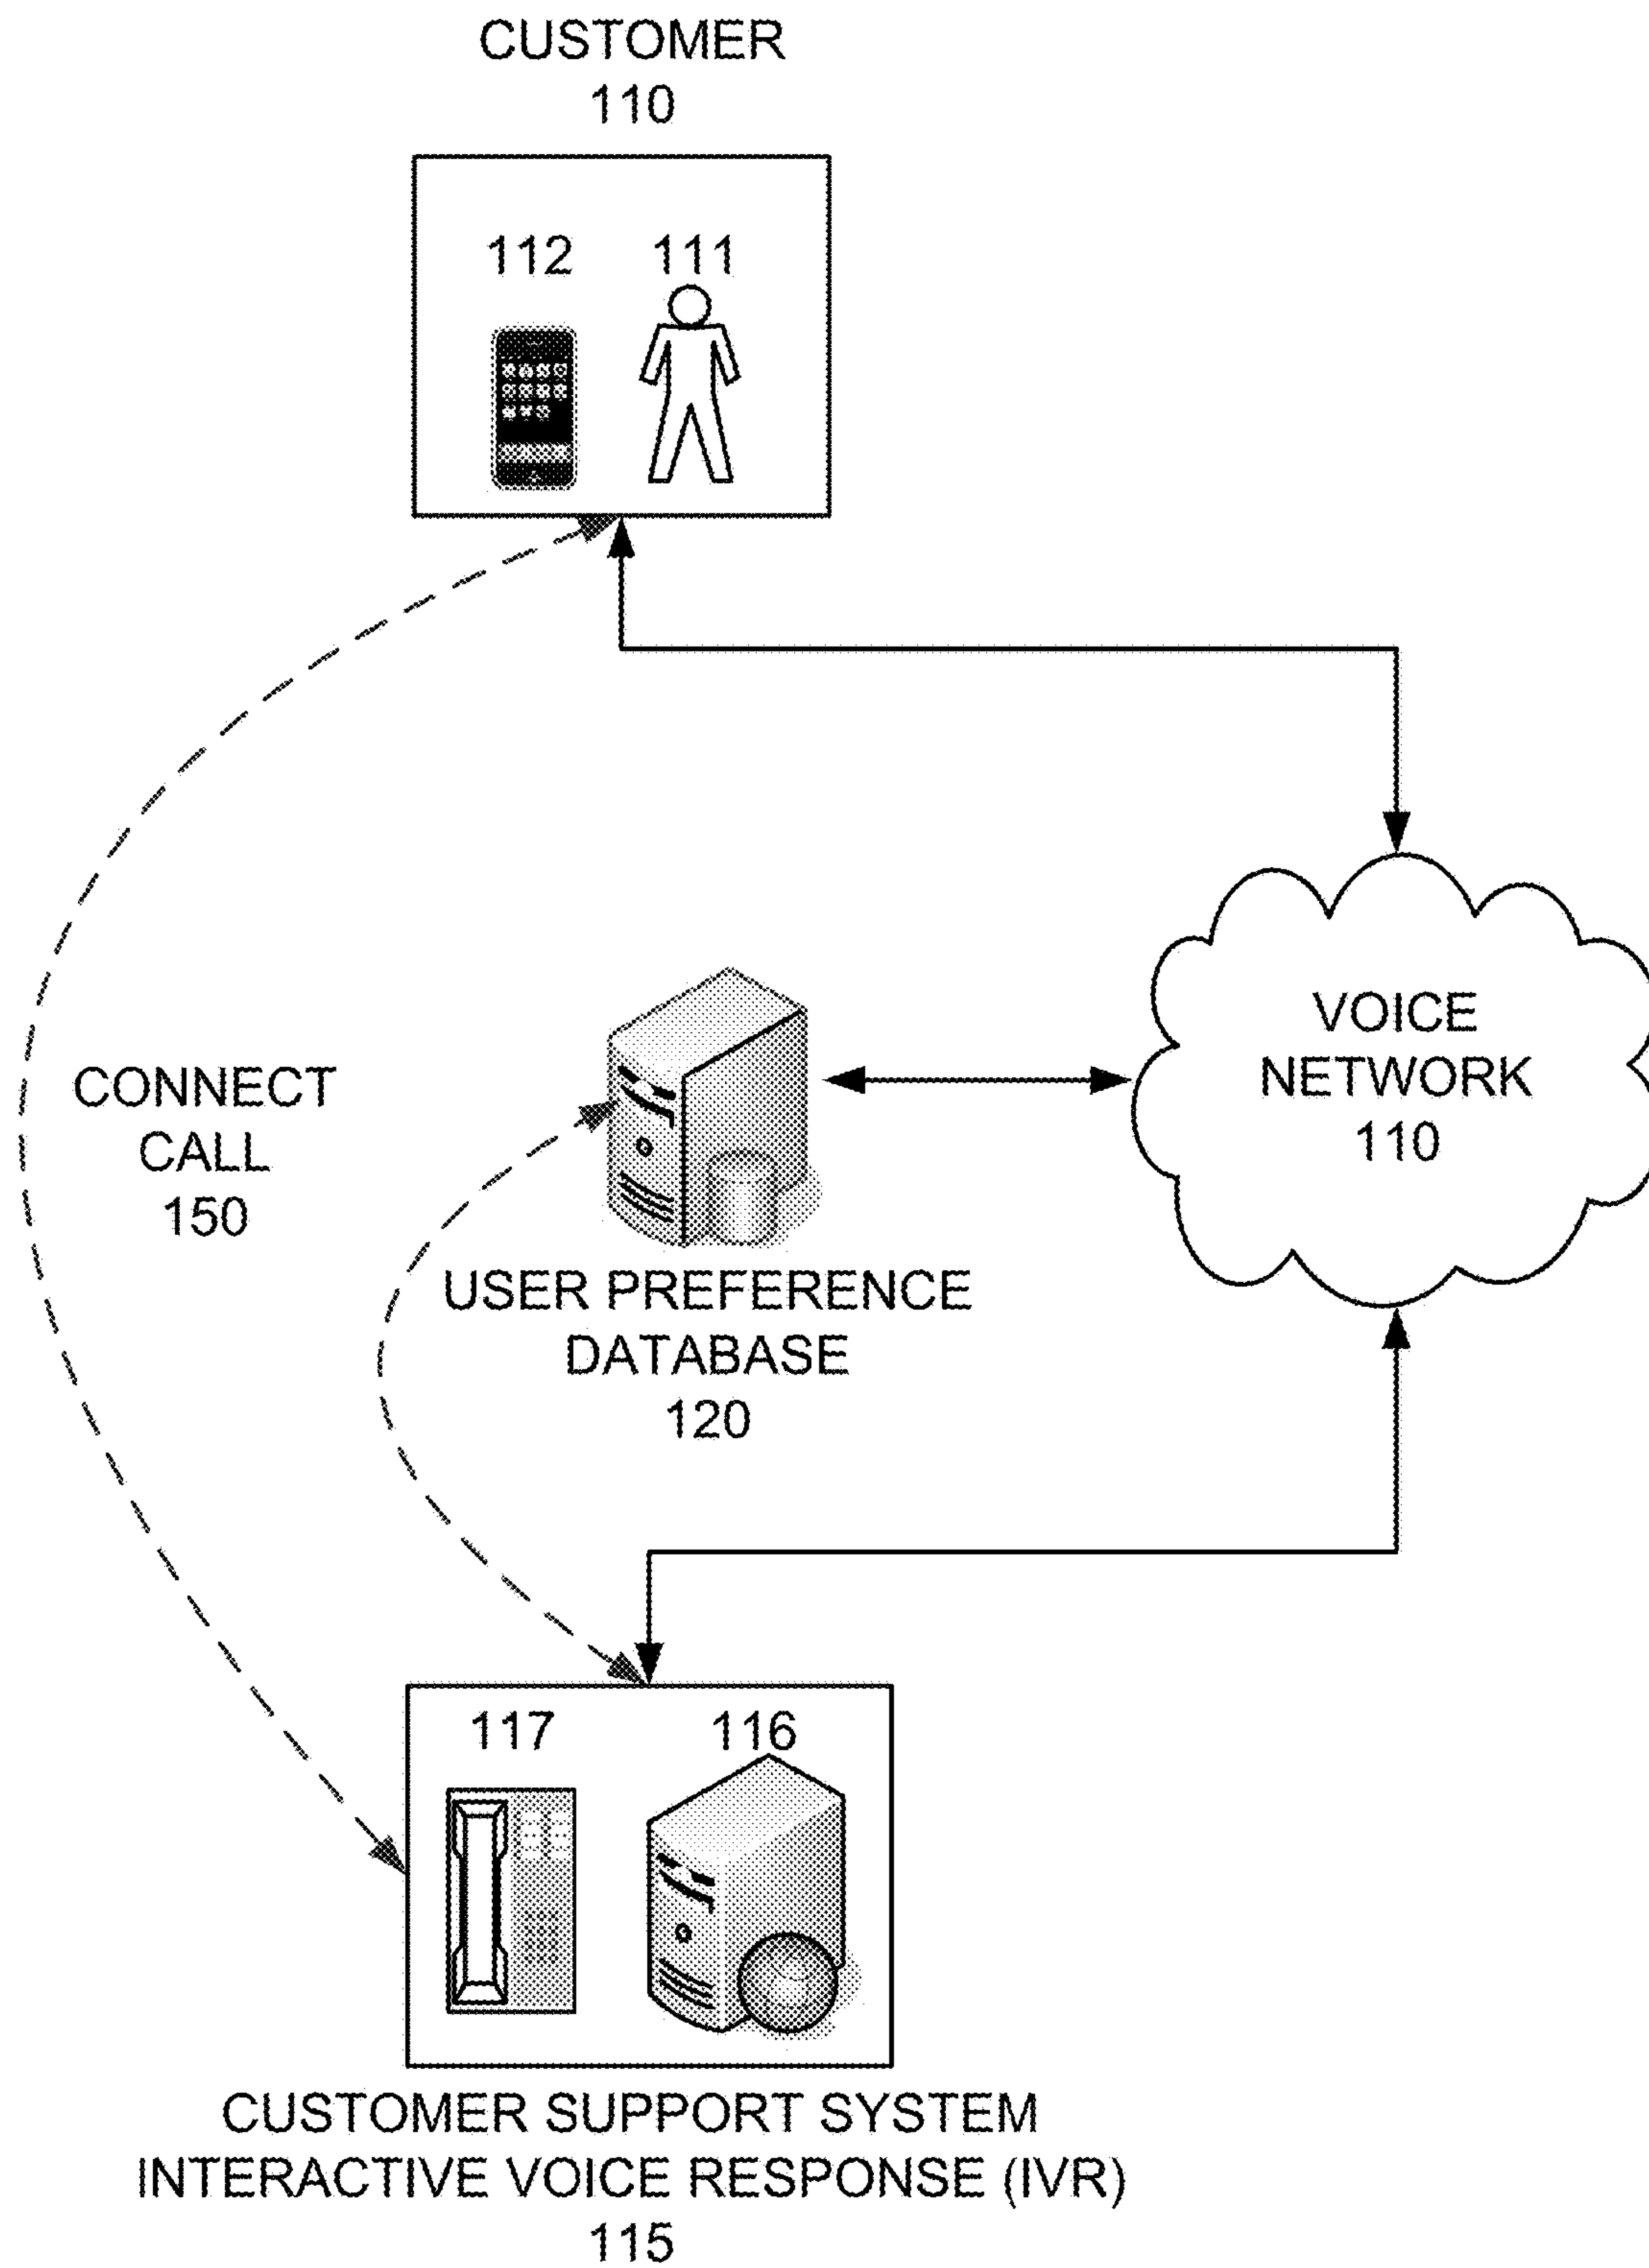 CUSTOMER
110
112
111
VOICE
NETWORK
110
CONNECT
CALL
150
USER PREFERENCE
DATABASE
120
117
116
CUSTOMER SUPPORT SYSTEM
INTERACTIVE VOICE RESPONSE (IVR)
115